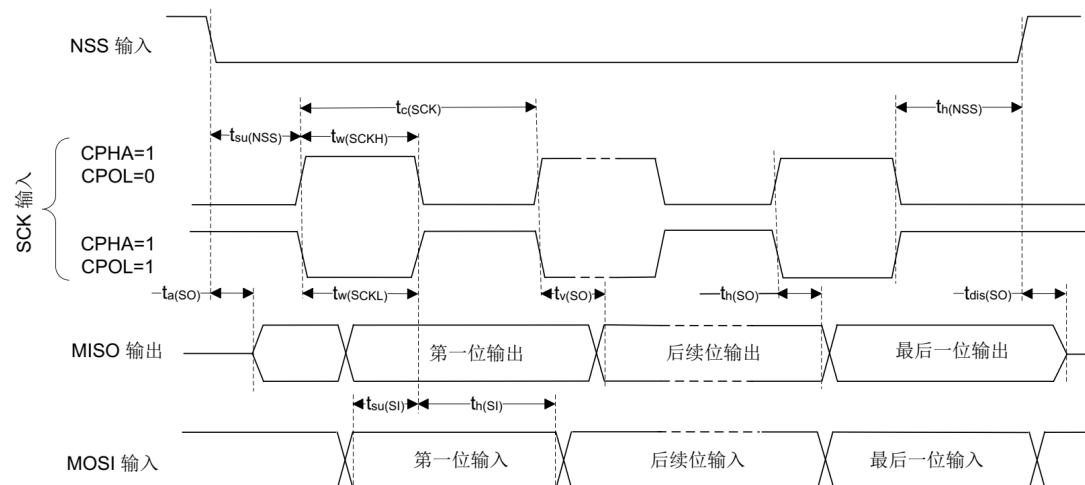 NSS 输入
tc(SCK)
th(NSS)
tsu(NSS)
tw(SCKH)
SCK 输入
CPHA=1
CPOL=0
CPHA=1
CPOL=1
ta(SO)
tw(SCKL)
tv(SO)
th(SO)
tdis(SO)
MISO 输出
第一位输出
后续位输出
最后一位输出
tsu(SI)
th(SI)
MOSI 输入
第一位输入
后续位输入
最后一位输入